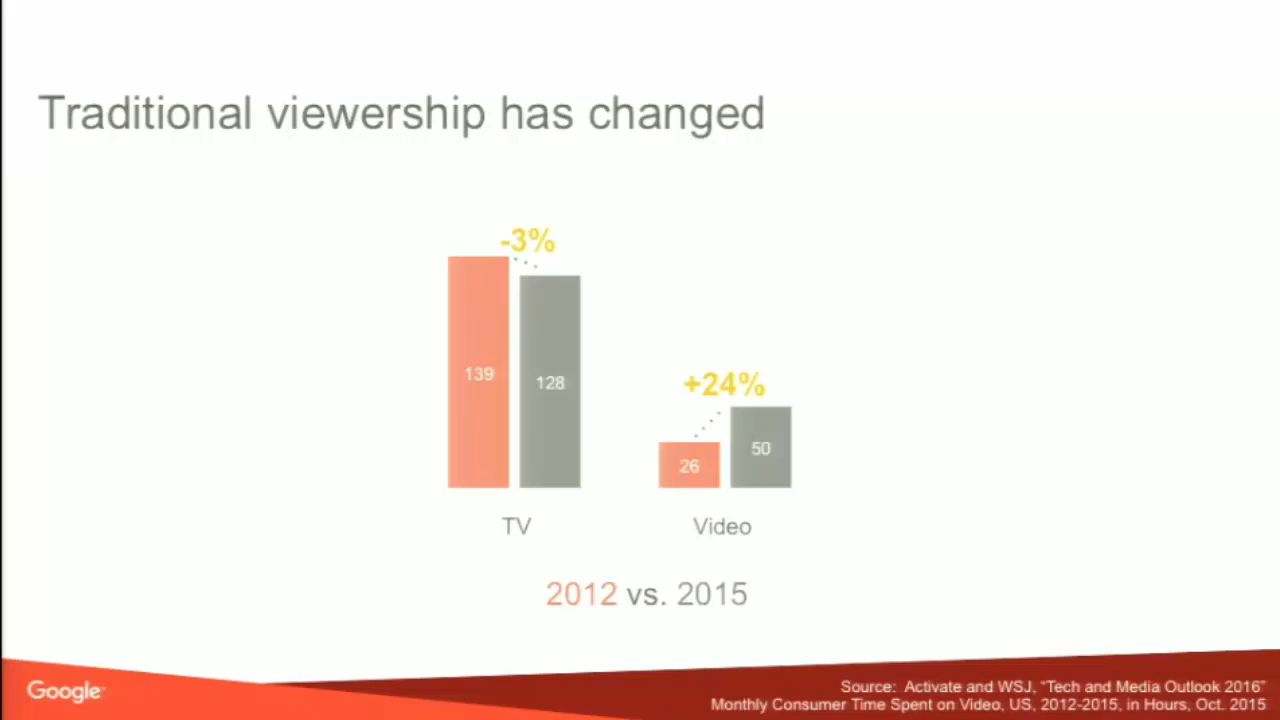 Traditional viewership has changed
-3%
139
128
+24%
26
50
TV
Video
2012 vs. 2015
Google
Source: Activate and WSJ, "Tech and Media Outlook 2016"
Monthly Consumer Time Spent on Video, US, 2012-2015, in Hours, Oct. 2015